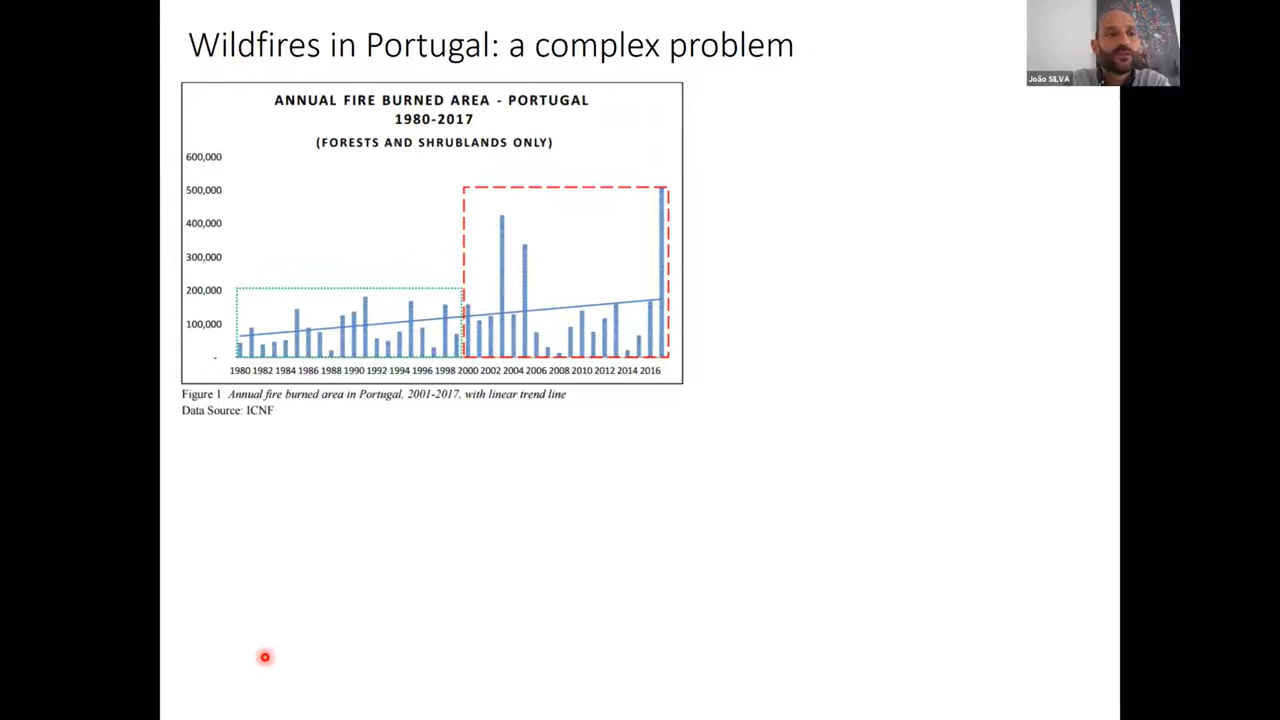 Wildfires in Portugal: a complex problem
João SILVA
ANNUAL FIRE BURNED AREA - PORTUGAL
1980-2017
(FORESTS AND SHRUBLANDS ONLY)
600,000
500,000
400,000
300,000
200,000
100,000
-
1980 1982 1984 1986 1988 1990 1992 1994 1996 1998 2000 2002 2004 2006 2008 2010 2012 2014 2016
Figure 1 Annual fire burned area in Portugal, 2001-2017, with linear trend line
Data Source: ICNF